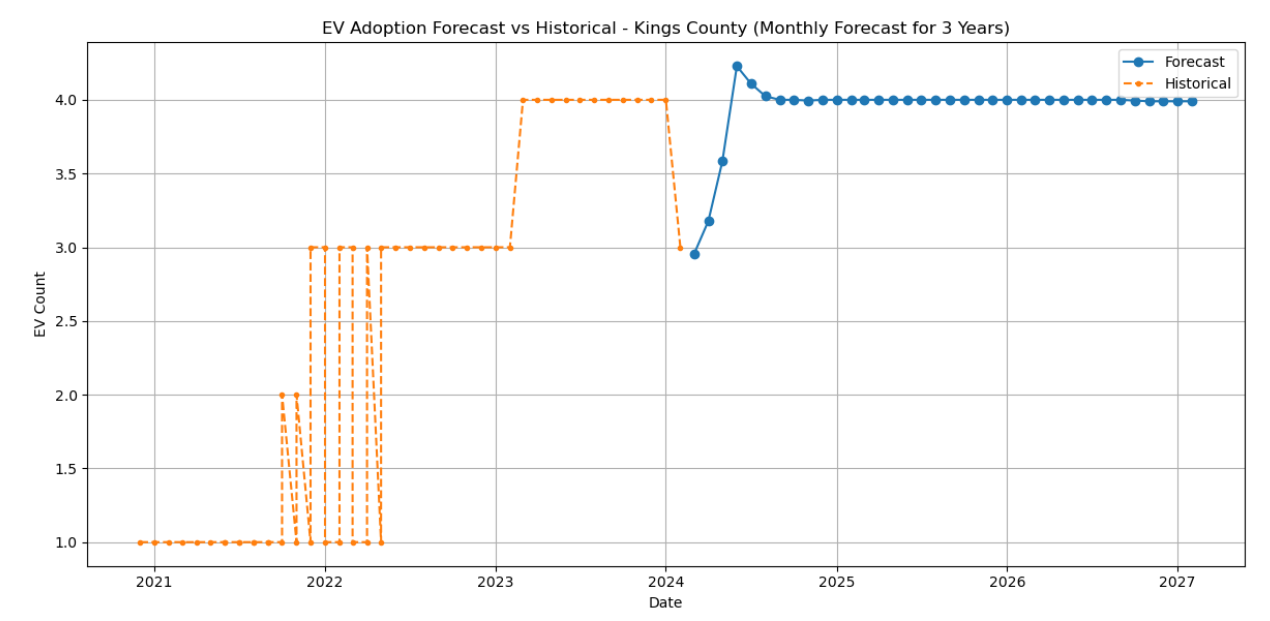 EV Adoption Forecast vs Historical - Kings County (Monthly Forecast for 3 Years)
Forecast
Historical
4.0
3.5
3.0
2.5
2.0
1.5
1.0
EV Count
2021 2022 2023 2024 2025 2026 2027
Date